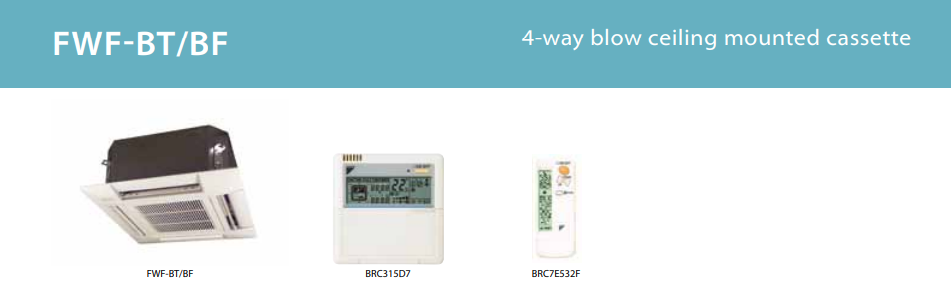 FWF-BT/BF
4-way blow ceiling mounted cassette
FWF-BT/BF
BRC315D7
BRC7E532F